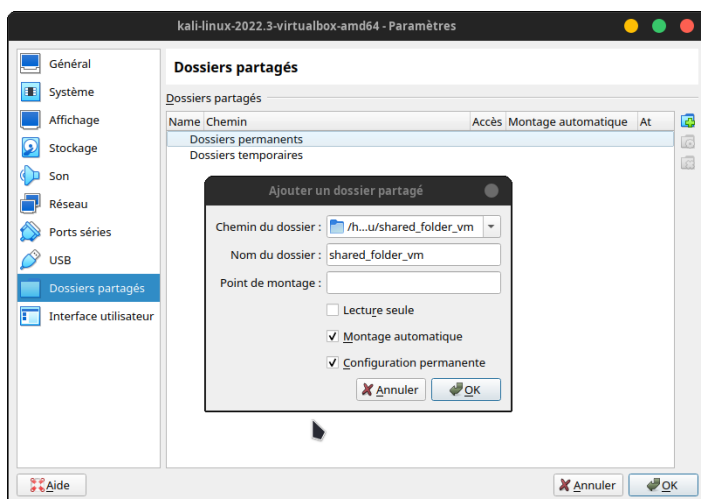 kali-linux-2022.3-virtualbox-amd64 - Paramètres
Général
Système
Affichage
Stockage
Son
Réseau
Ports séries
USB
Dossiers partagés
Interface utilisateur
Dossiers partagés
Dossiers partagés
Name Chemin Accès Montage automatique At
Dossiers permanents
Dossiers temporaires
Ajouter un dossier partagé
Chemin du dossier : /h...u/shared_folder_vm
Nom du dossier : shared_folder_vm
Point de montage :
Lecture seule
Montage automatique
Configuration permanente
Annuler OK
Aide Annuler OK